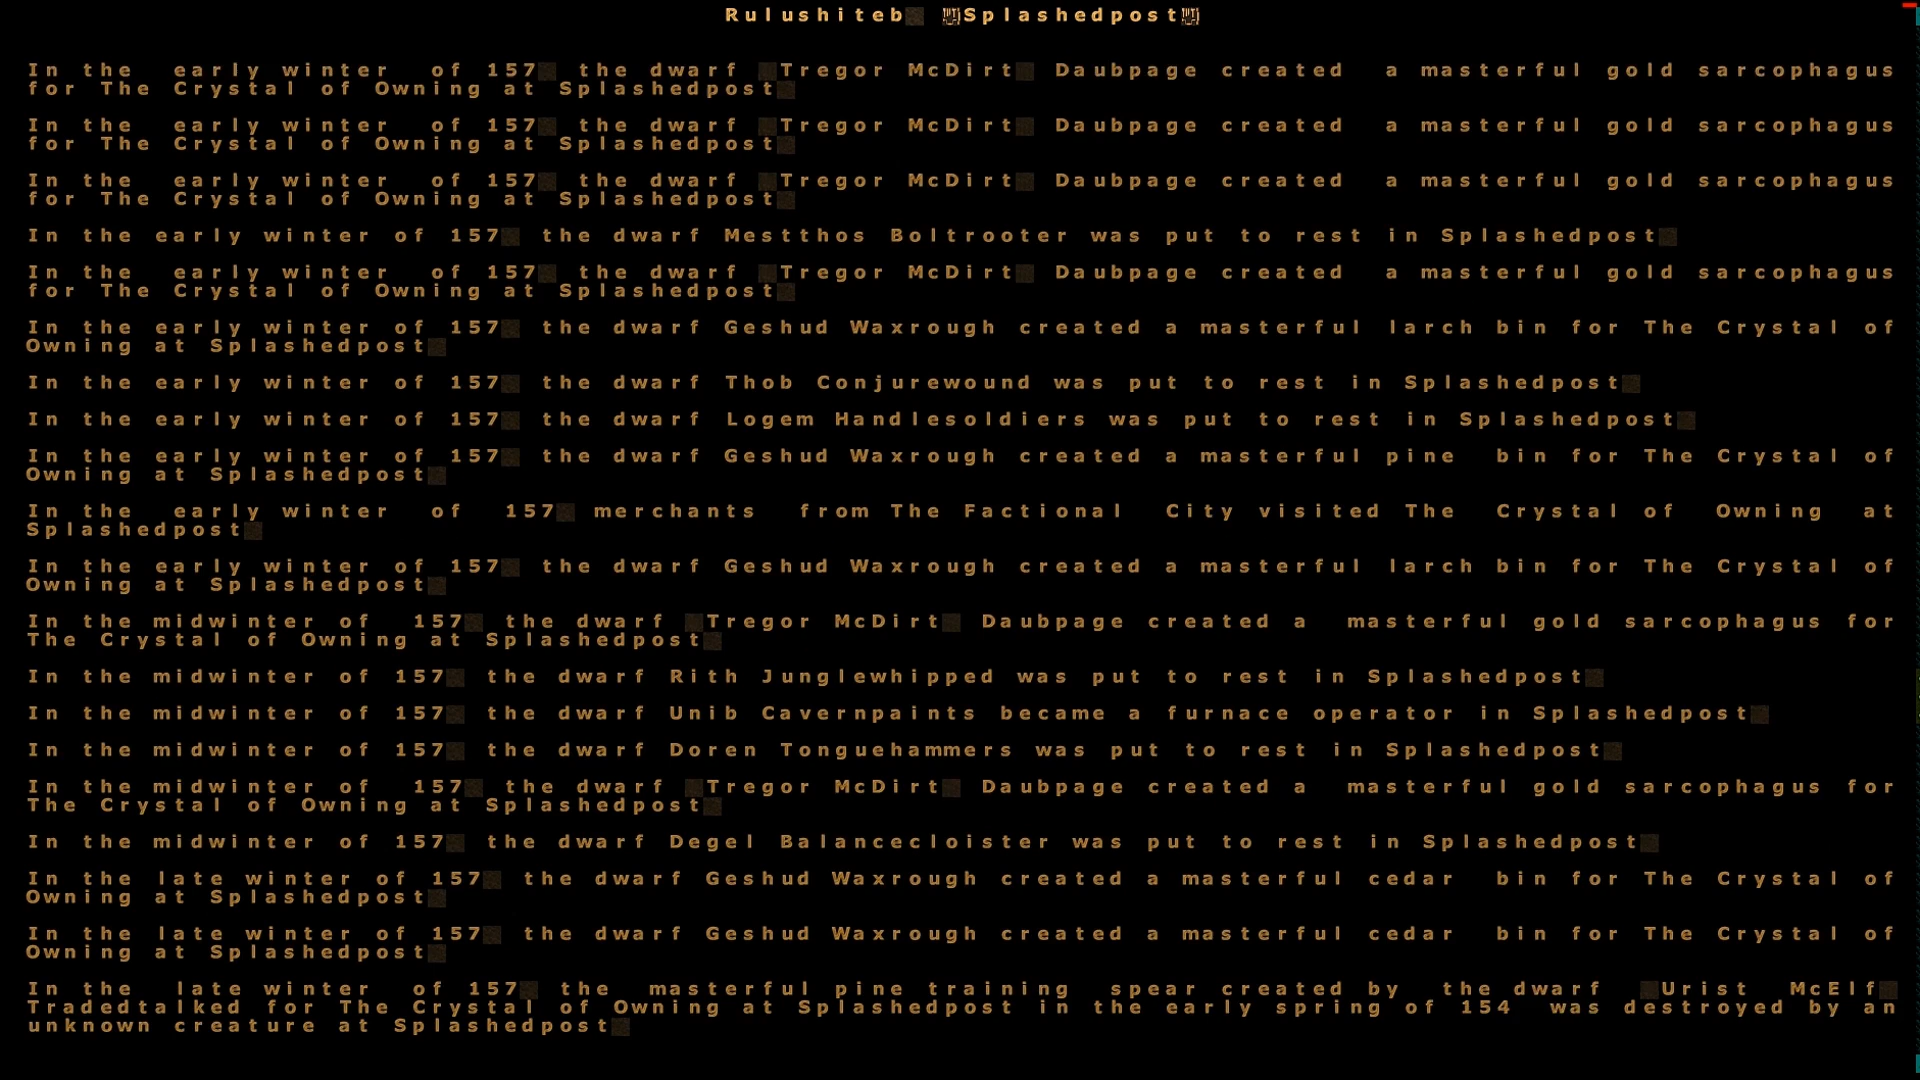 Rulushiteb Splashedpost
In the early winter of 157 the dwarf Tregor McDirt Daubpage created a masterful gold sarcophagus
for The Crystal of Owning at Splashedpost
In the early winter of 157 the dwarf Tregor McDirt Daubpage created a masterful gold sarcophagus
for The Crystal of Owning at Splashedpost
In the early winter of 157 the dwarf Tregor McDirt Daubpage created a masterful gold sarcophagus
for The Crystal of Owning at Splashedpost
In the early winter of 157 the dwarf Mestthos Boltrooter was put to rest in Splashedpost
In the early winter of 157 the dwarf Tregor McDirt Daubpage created a masterful gold sarcophagus
for The Crystal of Owning at Splashedpost
In the early winter of 157 the dwarf Geshud Waxrough created a masterful larch bin for The Crystal of
Owning at Splashedpost
In the early winter of 157 the dwarf Thob Conjurewound was put to rest in Splashedpost
In the early winter of 157 the dwarf Logem Handlesoldiers was put to rest in Splashedpost
In the early winter of 157 the dwarf Geshud Waxrough created a masterful pine bin for The Crystal of
Owning at Splashedpost
In the early winter of 157 merchants from The Factional City visited The Crystal of Owning at
Splashedpost
In the early winter of 157 the dwarf Geshud Waxrough created a masterful larch bin for The Crystal of
Owning at Splashedpost
In the midwinter of 157 the dwarf Tregor McDirt Daubpage created a masterful gold sarcophagus for
The Crystal of Owning at Splashedpost
In the midwinter of 157 the dwarf Rith Junglewhipped was put to rest in Splashedpost
In the midwinter of 157 the dwarf Unib Cavernpaints became a furnace operator in Splashedpost
In the midwinter of 157 the dwarf Doren Tonguehammers was put to rest in Splashedpost
In the midwinter of 157 the dwarf Tregor McDirt Daubpage created a masterful gold sarcophagus for
The Crystal of Owning at Splashedpost
In the midwinter of 157 the dwarf Degel Balancecloister was put to rest in Splashedpost
In the late winter of 157 the dwarf Geshud Waxrough created a masterful cedar bin for The Crystal of
Owning at Splashedpost
In the late winter of 157 the dwarf Geshud Waxrough created a masterful cedar bin for The Crystal of
Owning at Splashedpost
In the late winter of 157 the masterful pine training spear created by the dwarf Urist McElf
Tradedtalked for The Crystal of Owning at Splashedpost in the early spring of 154 was destroyed by an
unknown creature at Splashedpost